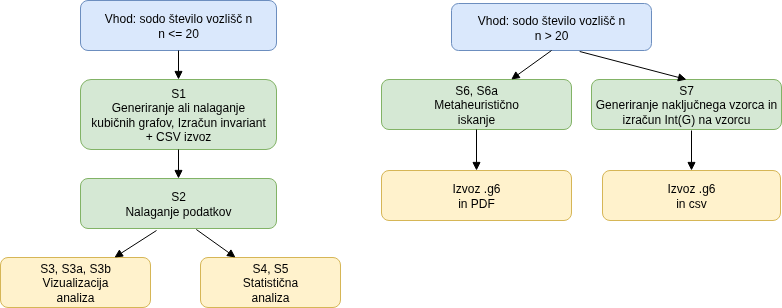 Vhod: sodo število vozlišč n
n <= 20
S1
Generiranje ali nalaganje
kubičnih grafov, Izračun invariant
+ CSV izvoz
S2
Nalaganje podatkov
S3, S3a, S3b
Vizualizacija
analiza
S4, S5
Statistična
analiza
Vhod: sodo število vozlišč n
n > 20
S6, S6a
Metaheuristično
iskanje
S7
Generiranje naključnega vzorca in
izračun Int(G) na vzorcu
Izvoz .g6
in PDF
Izvoz .g6
in csv